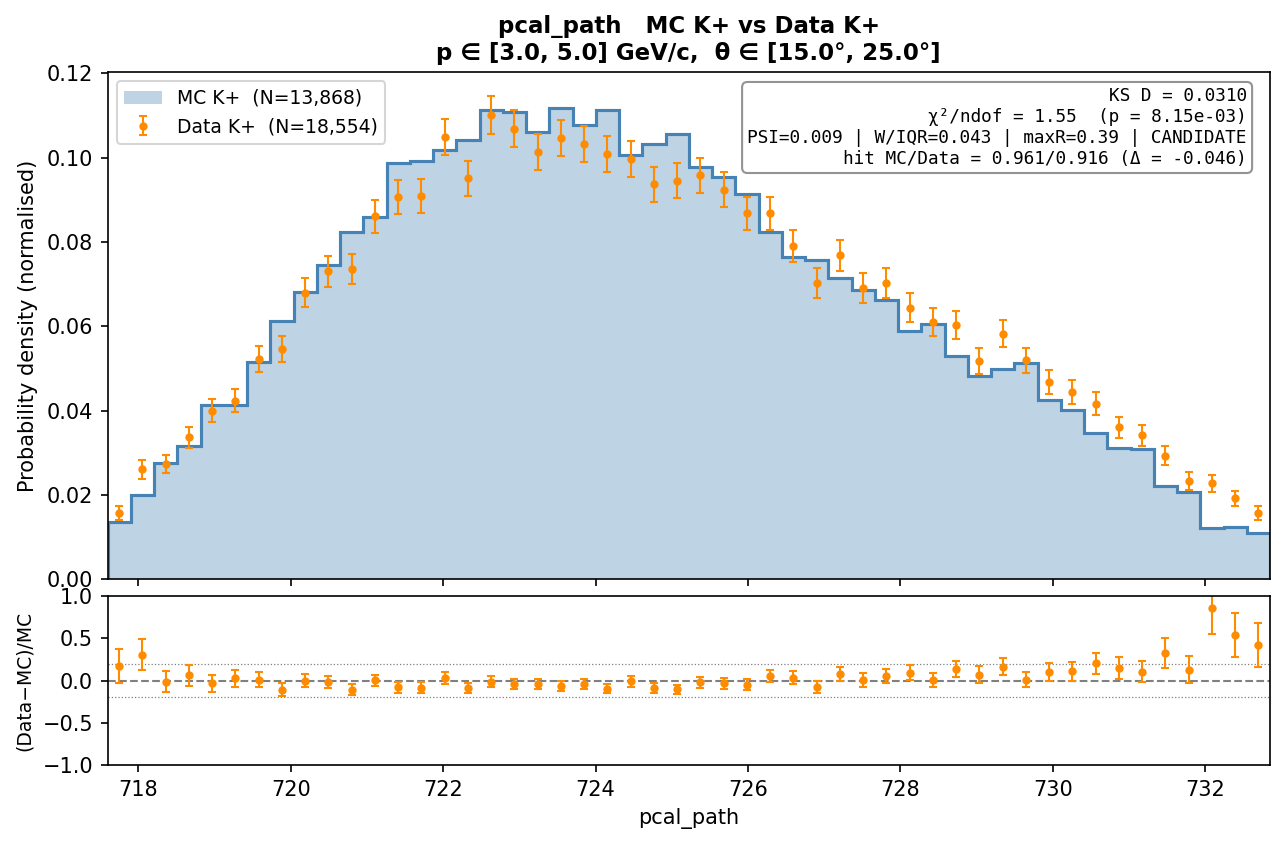 pcal_path   MC K+ vs Data K+
p ∈ [3.0, 5.0] GeV/c,  θ ∈ [15.0°, 25.0°]
MC K+  (N=13,868)
Data K+  (N=18,554)
KS D = 0.0310
χ²/ndof = 1.55  (p = 8.15e-03)
PSI=0.009 | W/IQR=0.043 | maxR=0.39 | CANDIDATE
hit MC/Data = 0.961/0.916 (Δ = -0.046)
Probability density (normalised)
0.12
0.10
0.08
0.06
0.04
0.02
0.00
(Data−MC)/MC
1.0
0.5
0.0
−0.5
−1.0
718 720 722 724 726 728 730 732
pcal_path